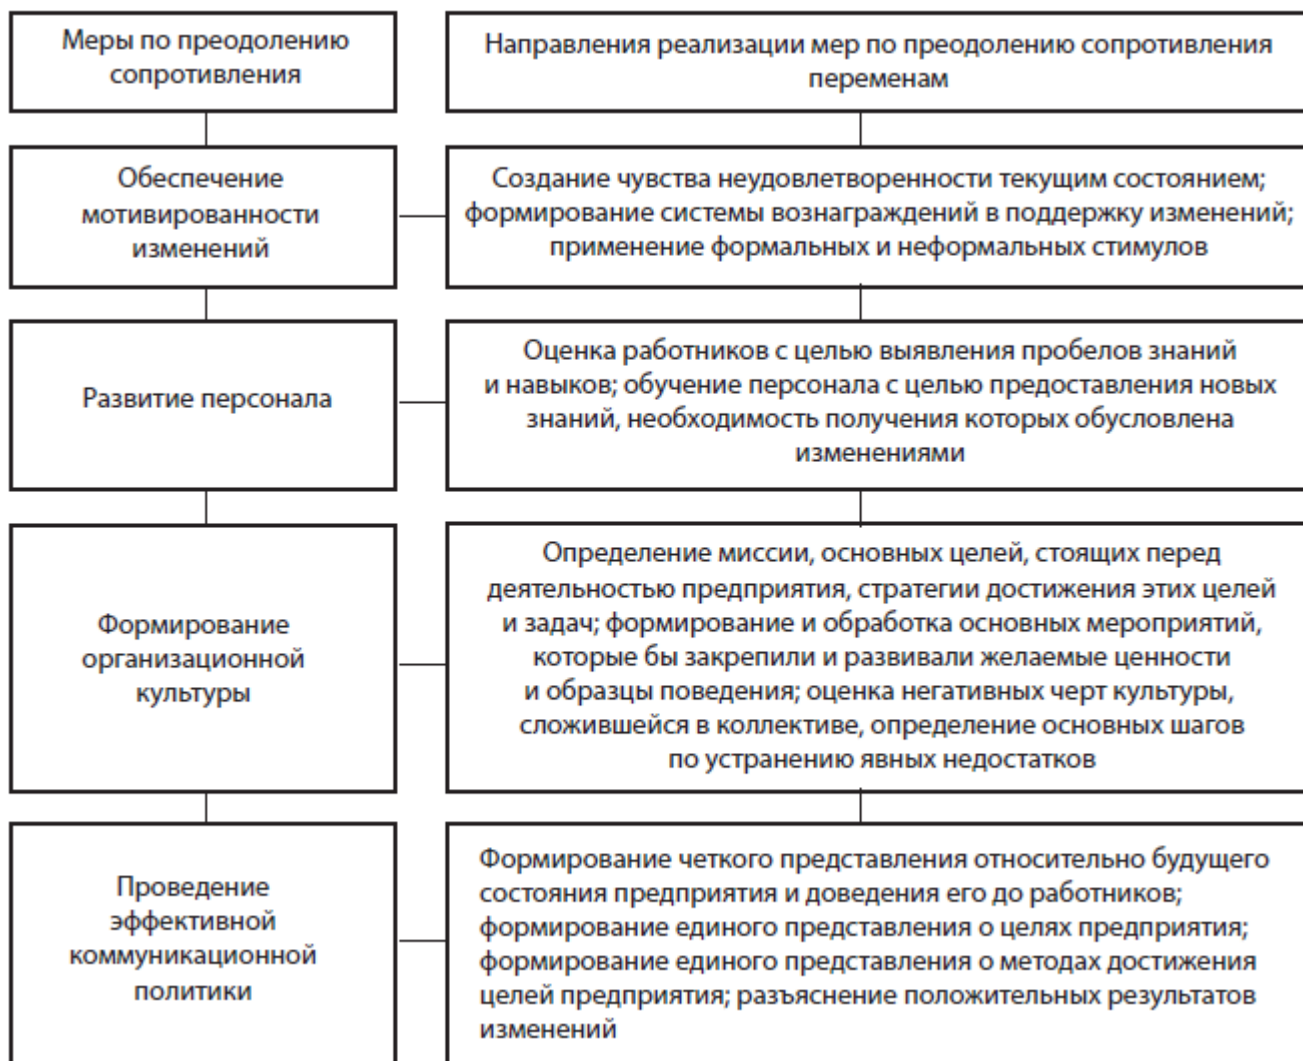 Меры по преодолению
сопротивления
Направления реализации мер по преодолению сопротивления
переменам
Обеспечение
мотивированности
изменений
Создание чувства неудовлетворенности текущим состоянием;
формирование системы вознаграждений в поддержку изменений;
применение формальных и неформальных стимулов
Развитие персонала
Оценка работников с целью выявления пробелов знаний
и навыков; обучение персонала с целью предоставления новых
знаний, необходимость получения которых обусловлена
изменениями
Формирование
организационной
культуры
Определение миссии, основных целей, стоящих перед
деятельностью предприятия, стратегии достижения этих целей
и задач; формирование и обработка основных мероприятий,
которые бы закрепили и развивали желаемые ценности
и образцы поведения; оценка негативных черт культуры,
сложившейся в коллективе, определение основных шагов
по устранению явных недостатков
Проведение
эффективной
коммуникационной
политики
Формирование четкого представления относительно будущего
состояния предприятия и доведения его до работников;
формирование единого представления о целях предприятия;
формирование единого представления о методах достижения
целей предприятия; разъяснение положительных результатов
изменений